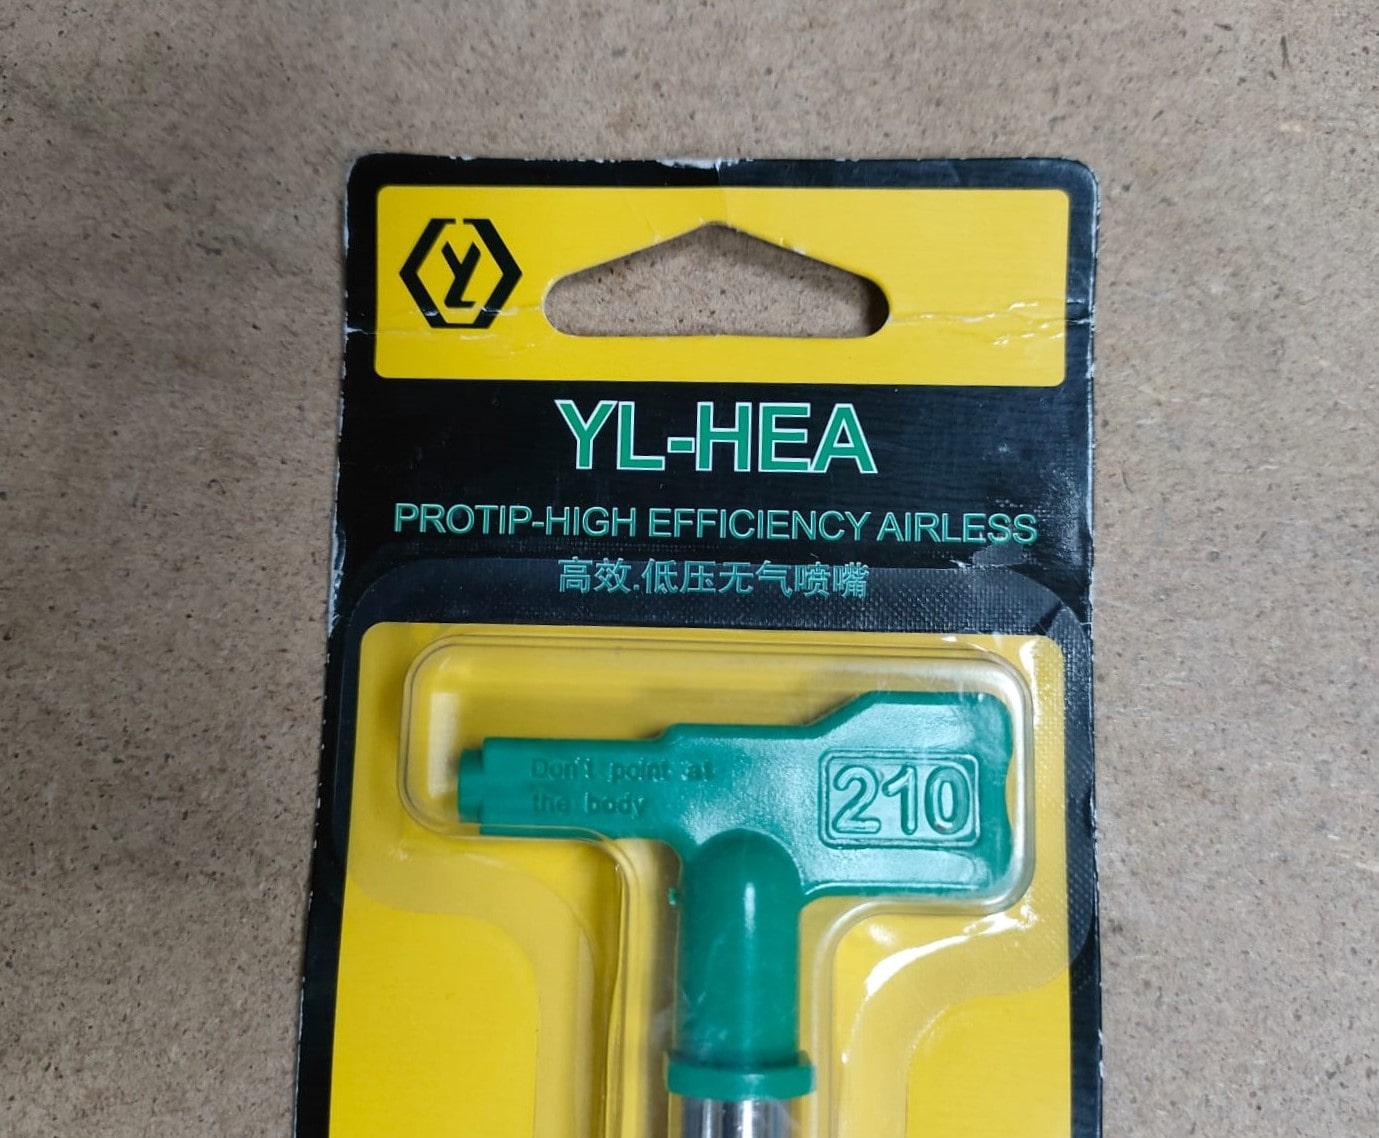 YL
YL-HEA
PROTIP-HIGH EFFICIENCY AIRLESS
高效.低压无气喷嘴
Don't point at
the body
210